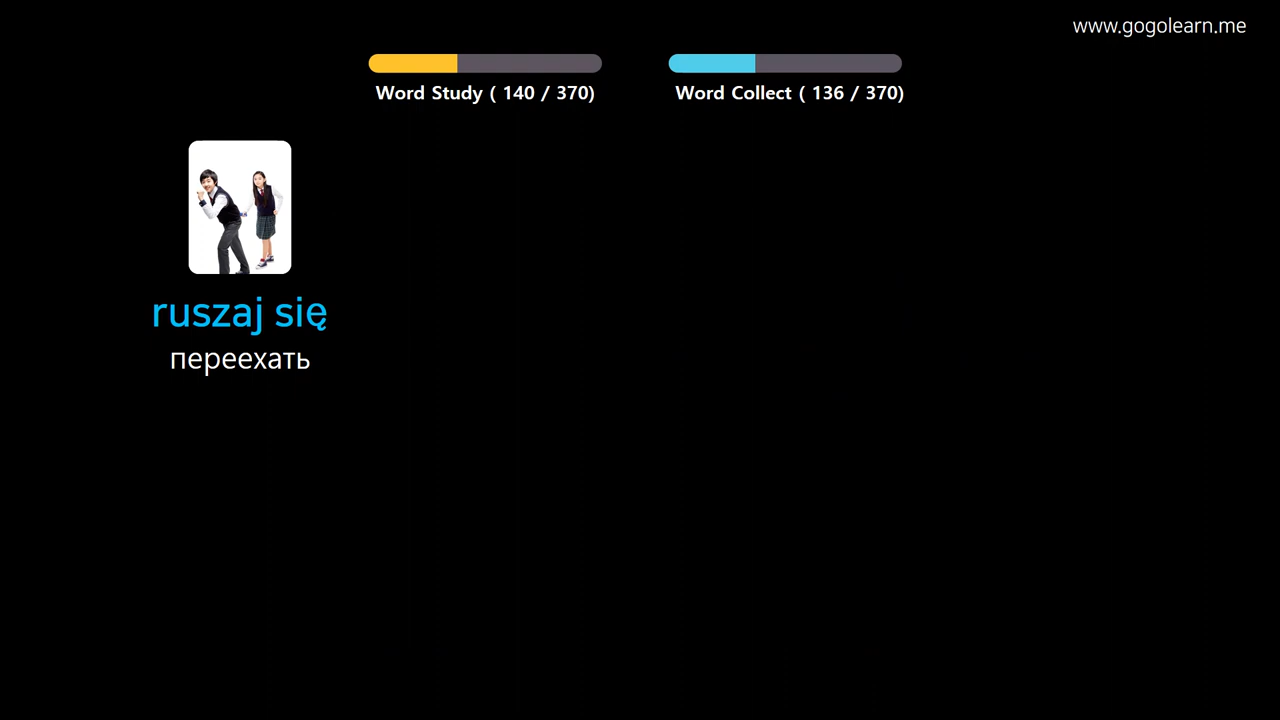 www.gogolearn.me
Word Study ( 140 / 370)
Word Collect ( 136 / 370)
ruszaj się
переехать